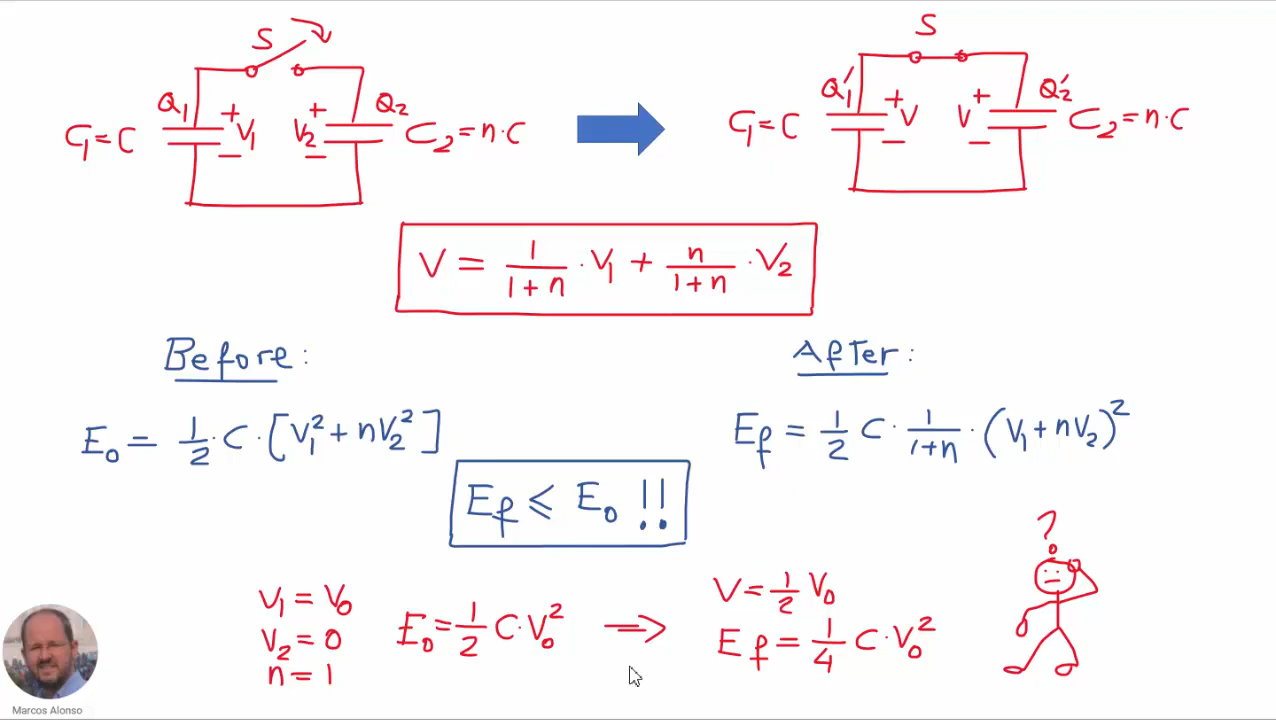 S
Q₁ + V₁ − V₂ + − Q₂
C₁ = C
C₂ = n·C
S
Q₁′ + V − V + − Q₂′
C₁ = C
C₂ = n·C
V = 1/(1+n) · V₁ + n/(1+n) · V₂
Before:
E₀ = 1/2 · C · [V₁² + nV₂²]
After:
Ef = 1/2 C · 1/(1+n) · (V₁ + nV₂)²
Ef ⩽ E₀ !!
V₁ = V₀
V₂ = 0
n = 1
E₀ = 1/2 C·V₀² ⇒
V = 1/2 V₀
Ef = 1/4 C·V₀²
?
Marcos Alonso